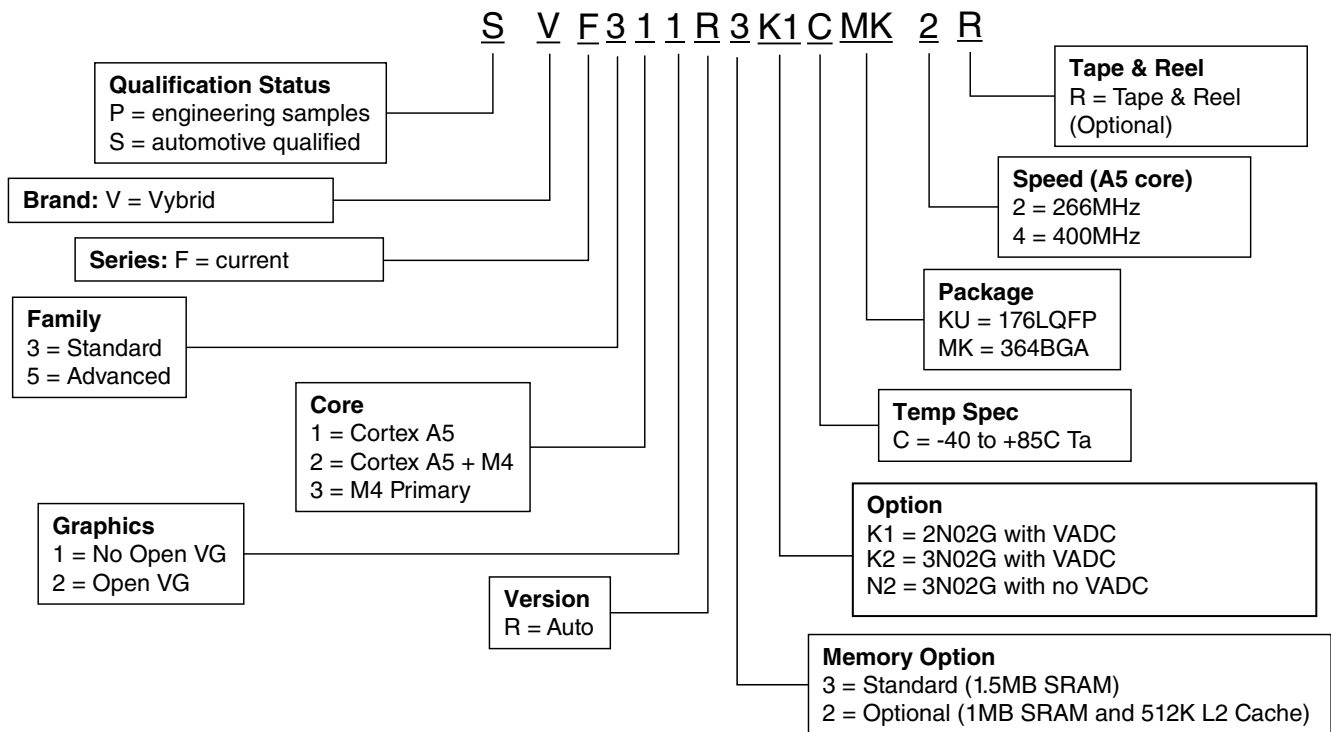 S V F 3 1 1 R 3 K1 C MK 2 R
Qualification Status
P = engineering samples
S = automotive qualified
Brand: V = Vybrid
Series: F = current
Family
3 = Standard
5 = Advanced
Core
1 = Cortex A5
2 = Cortex A5 + M4
3 = M4 Primary
Graphics
1 = No Open VG
2 = Open VG
Version
R = Auto
Tape & Reel
R = Tape & Reel
(Optional)
Speed (A5 core)
2 = 266MHz
4 = 400MHz
Package
KU = 176LQFP
MK = 364BGA
Temp Spec
C = -40 to +85C Ta
Option
K1 = 2N02G with VADC
K2 = 3N02G with VADC
N2 = 3N02G with no VADC
Memory Option
3 = Standard (1.5MB SRAM)
2 = Optional (1MB SRAM and 512K L2 Cache)